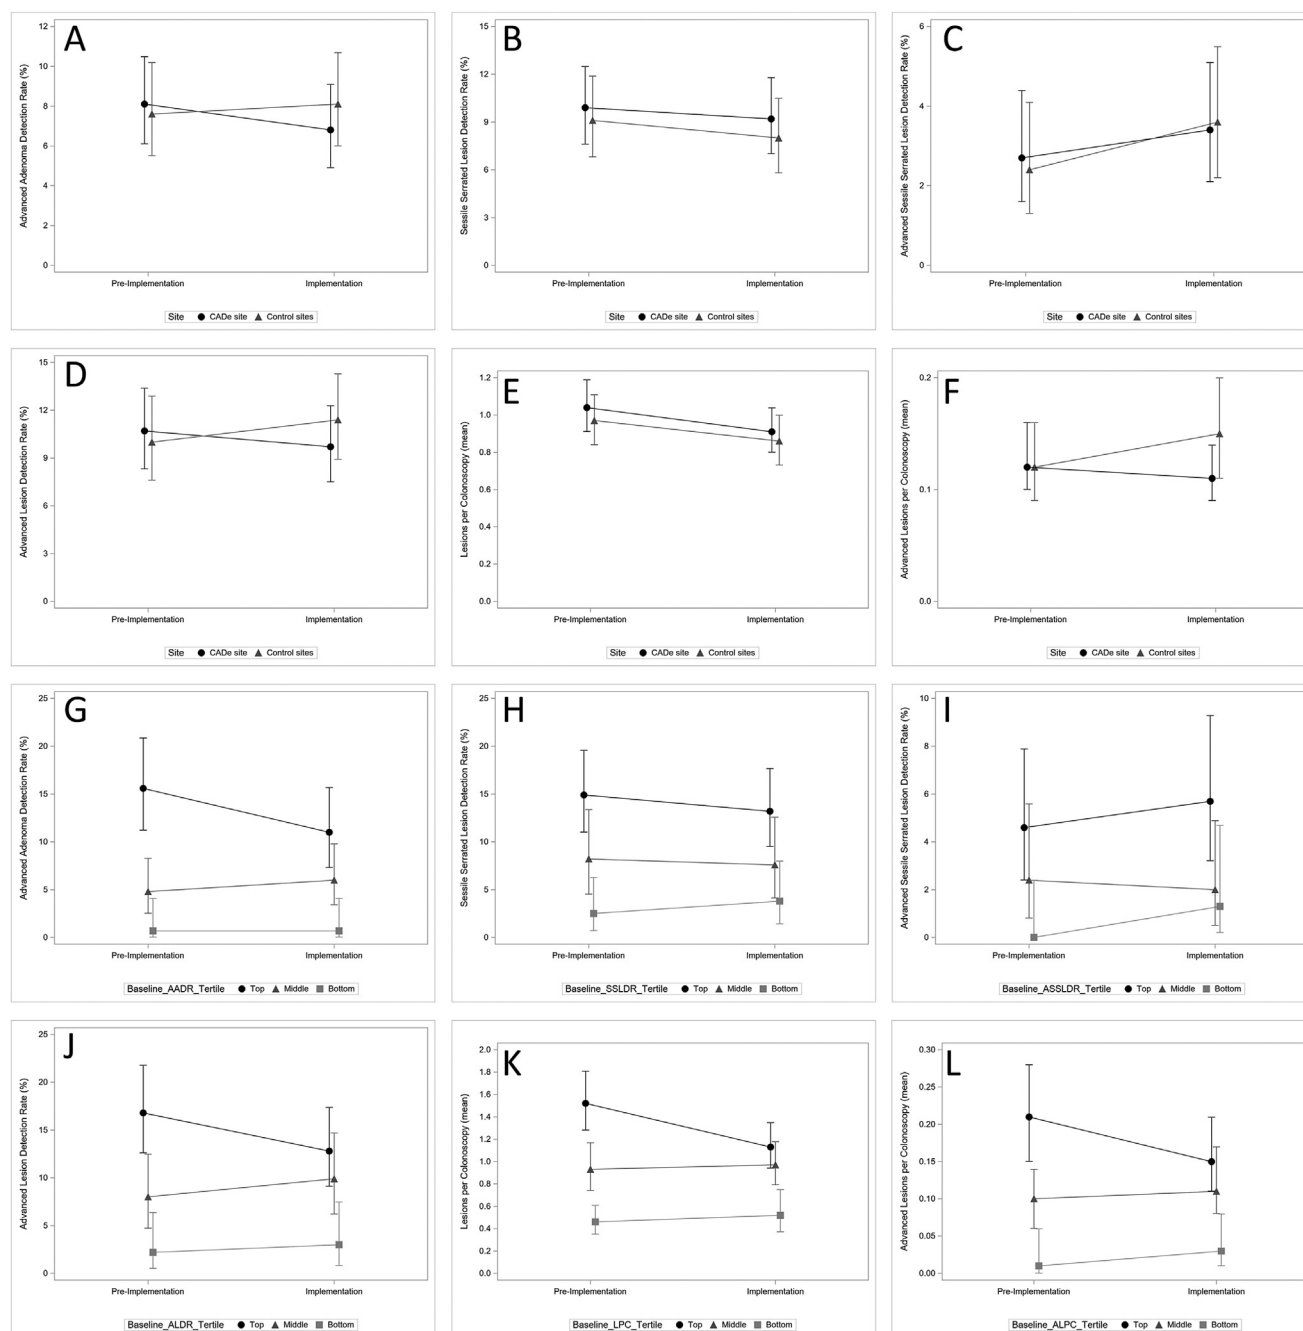 A
Advanced Adenoma Detection Rate (%)
12
10
8
6
4
2
0
Pre-Implementation Implementation
Site CADe site Control sites
B
Sessile Serrated Lesion Detection Rate (%)
15
12
9
6
3
0
Pre-Implementation Implementation
Site CADe site Control sites
C
Advanced Sessile Serrated Lesion Detection Rate (%)
6
4
2
0
Pre-Implementation Implementation
Site CADe site Control sites
D
Advanced Lesion Detection Rate (%)
15
12
9
6
3
0
Pre-Implementation Implementation
Site CADe site Control sites
E
Lesions per Colonoscopy (mean)
1.2
1.0
0.8
0.6
0.4
0.2
0.0
Pre-Implementation Implementation
Site CADe site Control sites
F
Advanced Lesions per Colonoscopy (mean)
0.2
0.1
0.0
Pre-Implementation Implementation
Site CADe site Control sites
G
Advanced Adenoma Detection Rate (%)
25
20
15
10
5
0
Pre-Implementation Implementation
Baseline_AADR_Tertile Top Middle Bottom
H
Sessile Serrated Lesion Detection Rate (%)
25
20
15
10
5
0
Pre-Implementation Implementation
Baseline_SSLDR_Tertile Top Middle Bottom
I
Advanced Sessile Serrated Lesion Detection Rate (%)
10
8
6
4
2
0
Pre-Implementation Implementation
Baseline_ASSLDR_Tertile Top Middle Bottom
J
Advanced Lesion Detection Rate (%)
25
20
15
10
5
0
Pre-Implementation Implementation
Baseline_ALDR_Tertile Top Middle Bottom
K
Lesions per Colonoscopy (mean)
2.0
1.8
1.6
1.4
1.2
1.0
0.8
0.6
0.4
0.2
0.0
Pre-Implementation Implementation
Baseline_LPC_Tertile Top Middle Bottom
L
Advanced Lesions per Colonoscopy (mean)
0.30
0.25
0.20
0.15
0.10
0.05
0.00
Pre-Implementation Implementation
Baseline_ALPC_Tertile Top Middle Bottom